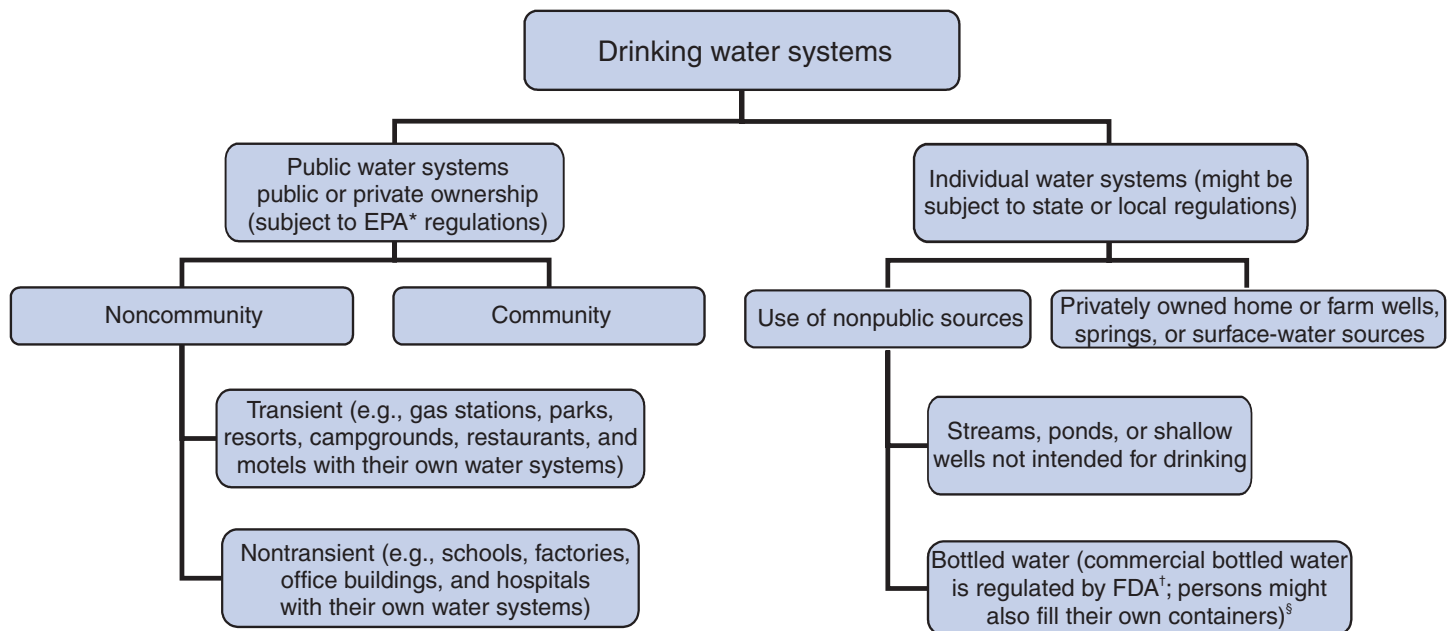 Drinking water systems
Public water systems
public or private ownership
(subject to EPA* regulations)
Individual water systems (might be
subject to state or local regulations)
Noncommunity
Community
Use of nonpublic sources
Privately owned home or farm wells,
springs, or surface-water sources
Transient (e.g., gas stations, parks,
resorts, campgrounds, restaurants, and
motels with their own water systems)
Streams, ponds, or shallow
wells not intended for drinking
Nontransient (e.g., schools, factories,
office buildings, and hospitals
with their own water systems)
Bottled water (commercial bottled water
is regulated by FDA†; persons might
also fill their own containers)§